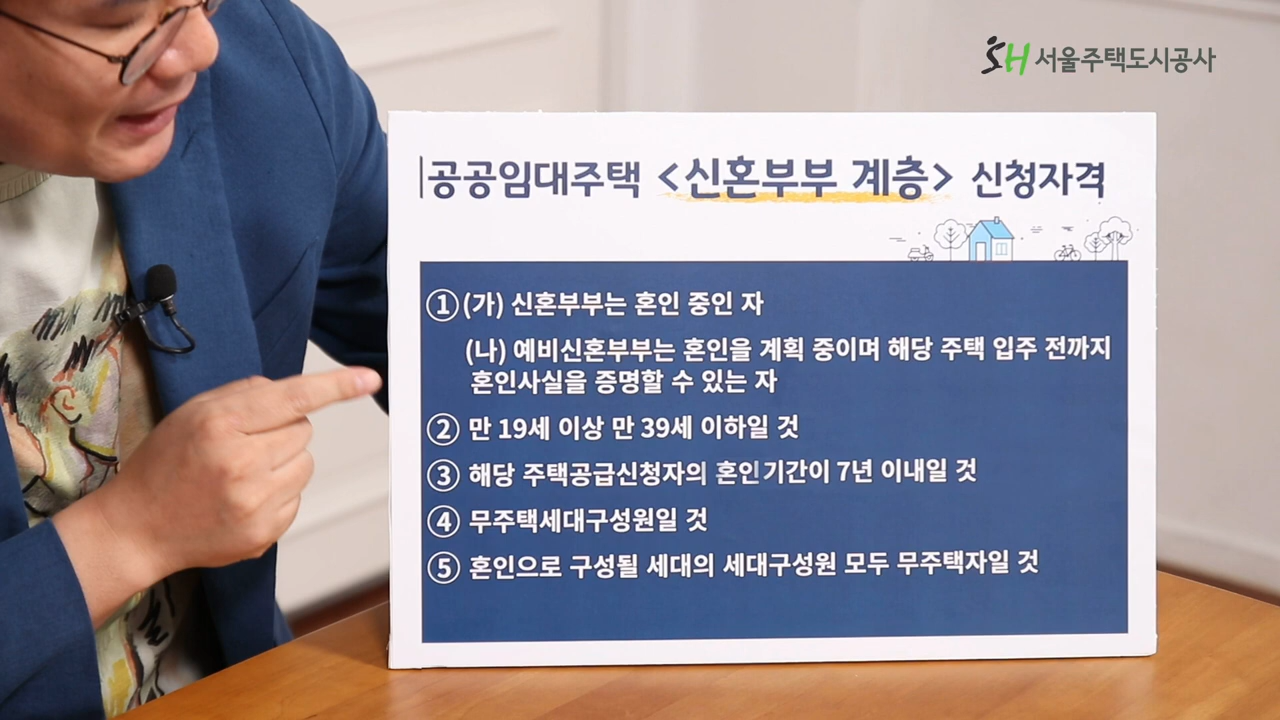 SH 서울주택도시공사
공공임대주택 <신혼부부 계층> 신청자격
① (가) 신혼부부는 혼인 중인 자
(나) 예비신혼부부는 혼인을 계획 중이며 해당 주택 입주 전까지
혼인사실을 증명할 수 있는 자
② 만 19세 이상 만 39세 이하일 것
③ 해당 주택공급신청자의 혼인기간이 7년 이내일 것
④ 무주택세대구성원일 것
⑤ 혼인으로 구성될 세대의 세대구성원 모두 무주택자일 것